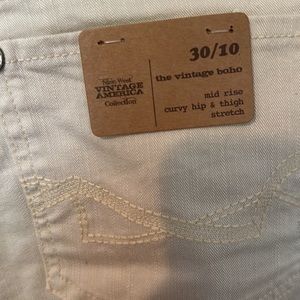 Nine West
VINTAGE
AMERICA
Collection
30/10
the vintage boho
mid rise
curvy hip & thigh
stretch